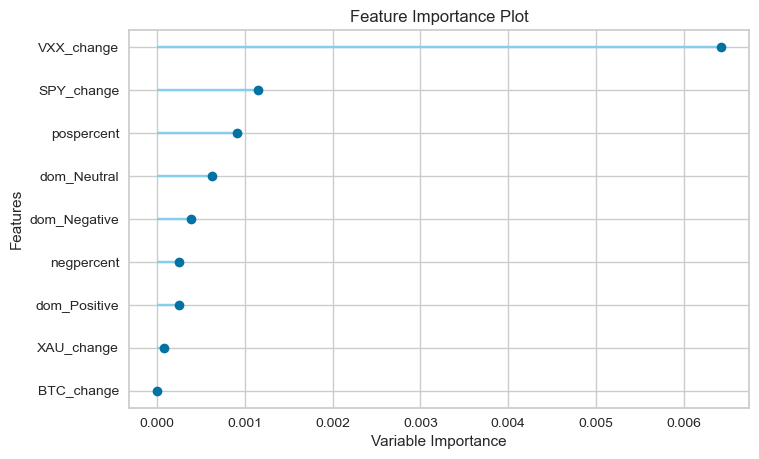 Feature Importance Plot
Features
VXX_change
SPY_change
pospercent
dom_Neutral
dom_Negative
negpercent
dom_Positive
XAU_change
BTC_change
0.000 0.001 0.002 0.003 0.004 0.005 0.006
Variable Importance